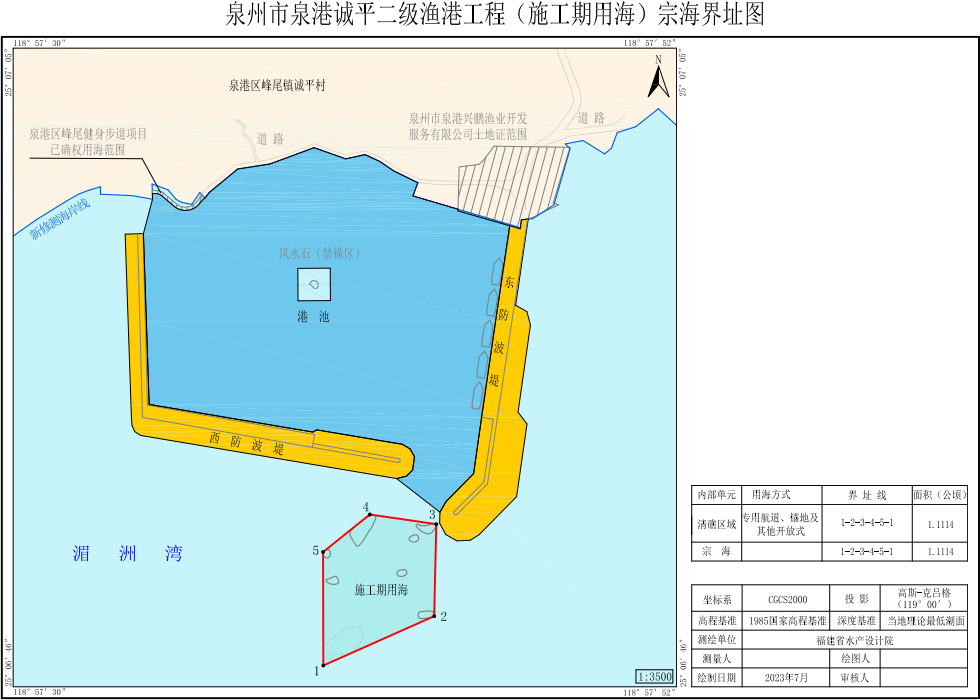 泉州市泉港诚平二级渔港工程（施工期用海）宗海界址图
118° 57′ 30″
118° 57′ 52″
25° 07′ 05″
25° 07′ 05″
N
泉港区峰尾镇诚平村
泉港区峰尾健身步道项目
已确权用海范围
道 路
泉州市泉港兴鹏渔业开发
服务有限公司土地证范围
道 路
新修测海岸线
风水石（禁锚区）
港 池
东防波堤
西防波堤
湄 洲 湾
施工期用海
1
2
3
4
5
内部单元 用海方式 界 址 线 面积（公顷）
清礁区域 专用航道、锚地及其他开放式 1-2-3-4-5-1 1.1114
宗 海 1-2-3-4-5-1 1.1114
坐标系 CGCS2000 投 影 高斯-克吕格（119° 00′）
高程基准 1985国家高程基准 深度基准 当地理论最低潮面
测绘单位 福建省水产设计院
测量人 绘图人
绘制日期 2023年7月 审核人
1:3500
25° 06′ 46″
25° 06′ 46″
118° 57′ 30″
118° 57′ 52″